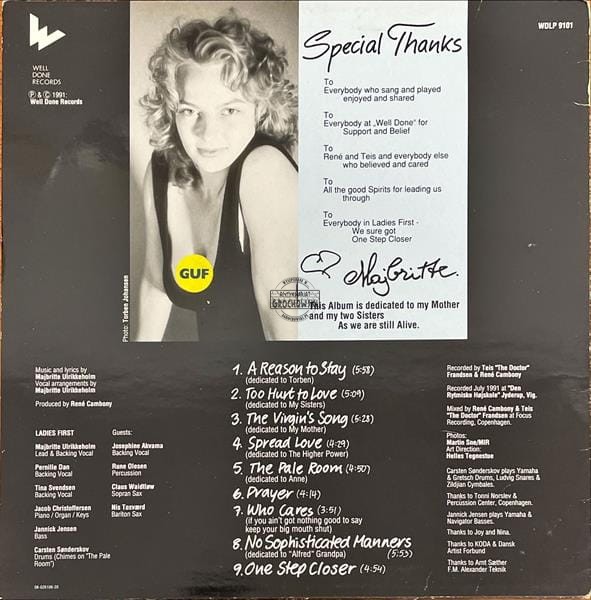 WELL
DONE
RECORDS
Ⓟ & © 1991:
Well Done Records
WDLP 9101
Special Thanks
To
Everybody who sang and played
enjoyed and shared
To
Everybody at „Well Done" for
Support and Belief
To
René and Teis and everybody else
who believed and cared
To
All the good Spirits for leading us
through
To
Everybody in Ladies First -
We sure got
One Step Closer
Majbritte.
This Album is dedicated to my Mother
and my two Sisters
As we are still Alive.
GUF
GROCHOWSKI
Photo: Torben Johansen
Music and lyrics by
Majbritte Ulrikkeholm
Vocal arrangements by
Majbritte Ulrikkeholm
Produced by René Cambony
LADIES FIRST
Majbritte Ulrikkeholm
Lead & Backing Vocal
Pernille Dan
Backing Vocal
Tina Svendsen
Backing Vocal
Jacob Christoffersen
Piano / Organ / Keys
Jannick Jensen
Bass
Carsten Sønderskov
Drums (Chimes on "The Pale
Room")
Guests:
Josephine Akvama
Backing Vocal
Rune Olesen
Percussion
Claus Waidtløw
Sopran Sax
Nis Toxværd
Bariton Sax
1. A Reason to Stay (5:58)
(dedicated to Torben)
2. Too Hurt to Love (5:09)
(dedicated to My Sisters)
3. The Virgin's Song (5:28)
(dedicated to My Mother)
4. Spread Love (4:29)
(dedicated to The Higher Power)
5. The Pale Room (4:50)
(dedicated to Anne)
6. Prayer (4:14)
7. Who Cares (3:51)
(if you ain't got nothing good to say
keep your big mouth shut)
8. No Sophisticated Manners
(dedicated to "Alfred" Grandpa) (5:53)
9. One Step Closer (4:54)
Recorded by Teis "The Doctor"
Frandsen & René Cambony
Recorded July 1991 at "Den
Rytmiske Højskole" Jyderup, Vig.
Mixed by René Cambony & Teis
"The Doctor" Frandsen at Focus
Recording, Copenhagen.
Photos:
Martin Sne/MIR
Art Direction:
Helles Tegnestue
Carsten Sønderskov plays Yamaha
& Gretsch Drums, Ludvig Snares &
Zildjian Cymbales.
Thanks to Tonni Norslev &
Percussion Center, Copenhagen.
Jannick Jensen plays Yamaha &
Navigator Basses.
Thanks to Joy and Nina.
Thanks to KODA & Dansk
Artist Forbund
Thanks to Arnt Sæther
F.M. Alexander Teknik